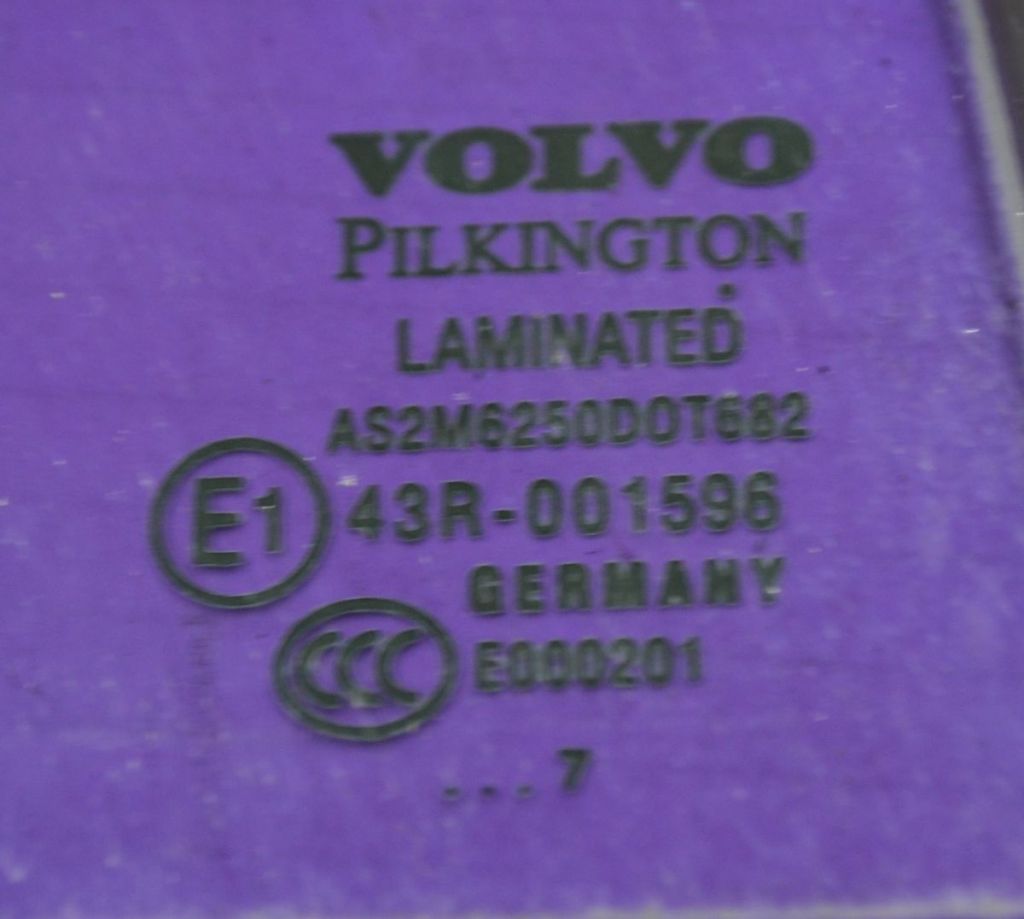 VOLVO
PILKINGTON
LAMINATED
AS2M6250DOT682
E1 43R-001596
GERMANY
CCC E000201
...7